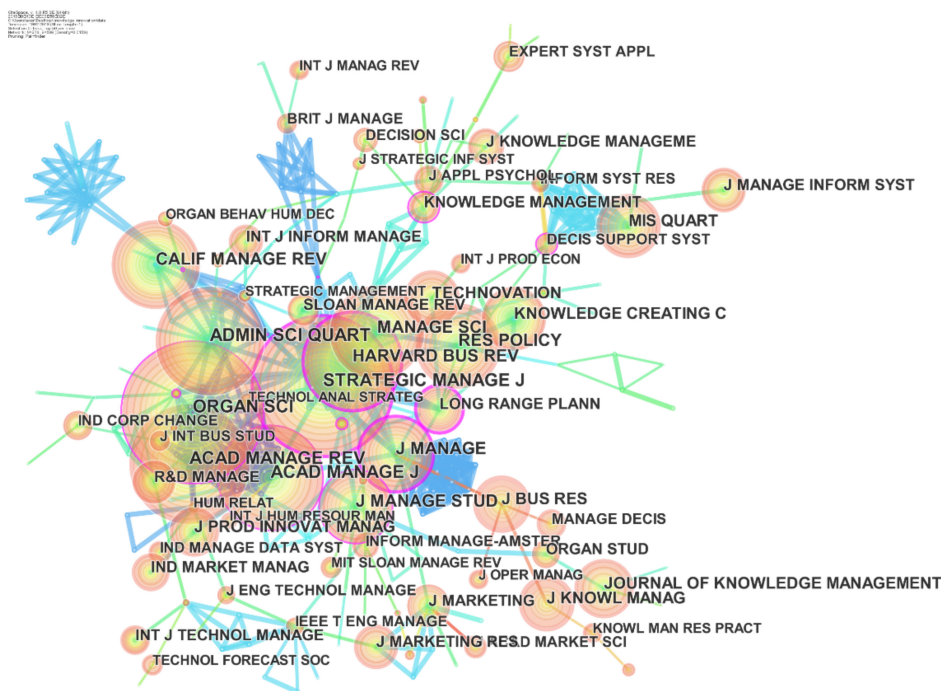 EXPERT SYST APPL
INT J MANAG REV
BRIT J MANAGE
DECISION SCI
J KNOWLEDGE MANAGEME
J STRATEGIC INF SYST
J APPL PSYCHOL
INFORM SYST RES
J MANAGE INFORM SYST
KNOWLEDGE MANAGEMENT
ORGAN BEHAV HUM DEC
MIS QUART
INT J INFORM MANAGE
DECIS SUPPORT SYST
CALIF MANAGE REV
INT J PROD ECON
STRATEGIC MANAGEMENT
TECHNOVATION
SLOAN MANAGE REV
KNOWLEDGE CREATING C
MANAGE SCI
ADMIN SCI QUART
RES POLICY
HARVARD BUS REV
STRATEGIC MANAGE J
TECHNOL ANAL STRATEG
LONG RANGE PLANN
ORGAN SCI
IND CORP CHANGE
J INT BUS STUD
J MANAGE
ACAD MANAGE REV
ACAD MANAGE J
R&D MANAGE
J MANAGE STUD
J BUS RES
HUM RELAT
INT J HUM RESOUR MAN
MANAGE DECIS
J PROD INNOVAT MANAG
INFORM MANAGE-AMSTER
IND MANAGE DATA SYST
ORGAN STUD
MIT SLOAN MANAGE REV
IND MARKET MANAG
J OPER MANAG
JOURNAL OF KNOWLEDGE MANAGEMENT
J ENG TECHNOL MANAGE
J KNOWL MANAG
J MARKETING
IEEE T ENG MANAGE
KNOWL MAN RES PRACT
INT J TECHNOL MANAGE
J MARKETING RES
MARKET SCI
TECHNOL FORECAST SOC